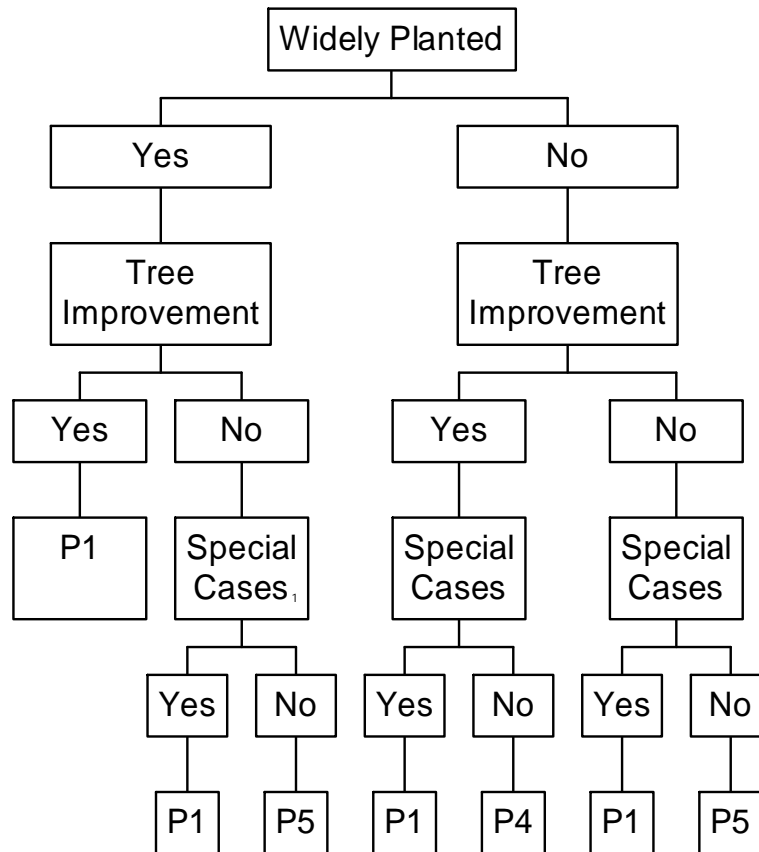 Widely Planted
Yes No
Tree
Improvement
Tree
Improvement
Yes No Yes No
P1
Special
Cases 1
Special
Cases
Special
Cases
Yes No Yes No Yes No
P1 P5 P1 P4 P1 P5